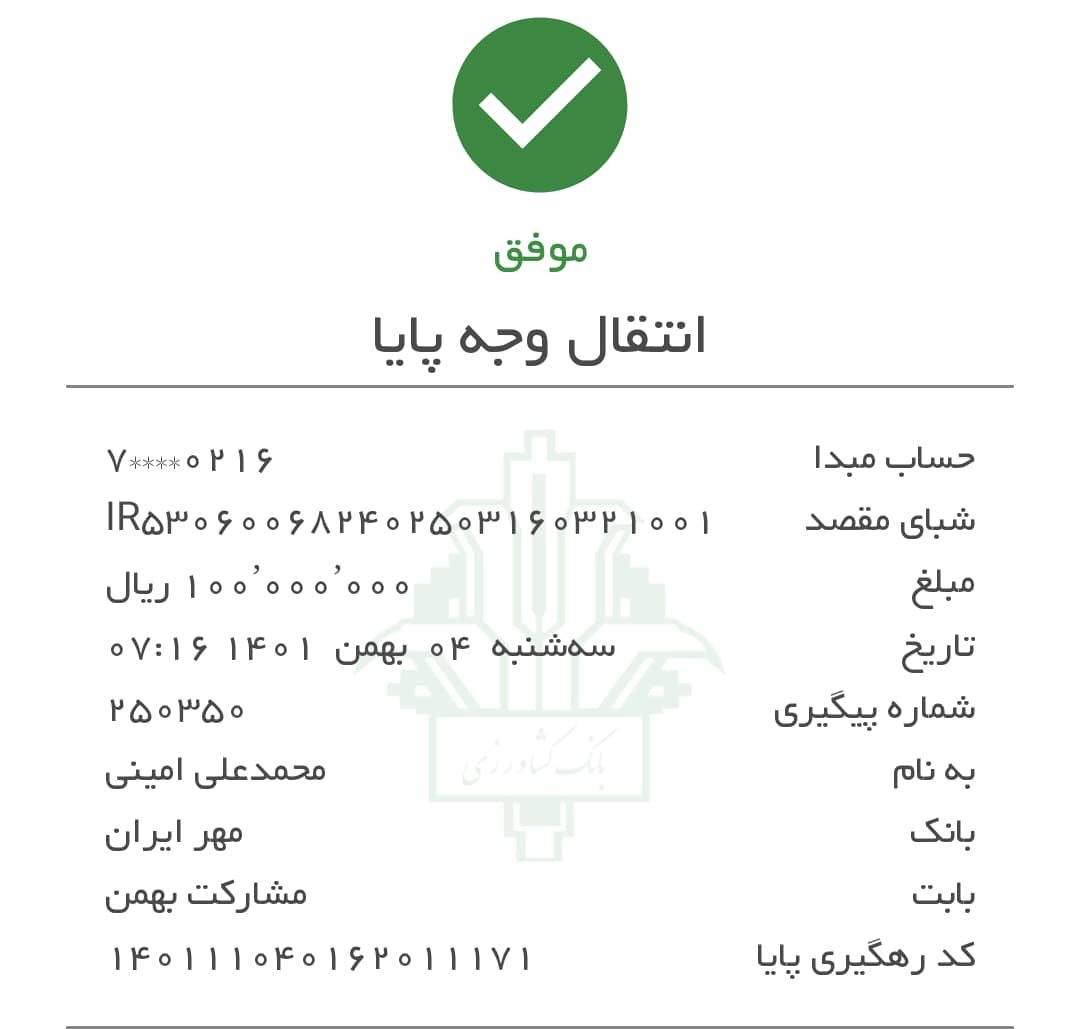 موفق
انتقال وجه پایا
حساب مبدا ۷****۰۲۱۶
شبای مقصد IR۵۳۰۶۰۰۶۸۲۴۰۲۵۰۳۱۶۰۳۲۱۰۰۱
مبلغ ۱۰۰٬۰۰۰٬۰۰۰ ریال
تاریخ سه‌شنبه ۰۴ بهمن ۱۴۰۱ ۰۷:۱۶
شماره پیگیری ۲۵۰۳۵۰
به نام محمدعلی امینی
بانک کشاورزی
بانک مهر ایران
بابت مشارکت بهمن
کد رهگیری پایا ۱۴۰۱۱۱۰۴۰۱۶۲۰۱۱۱۷۱